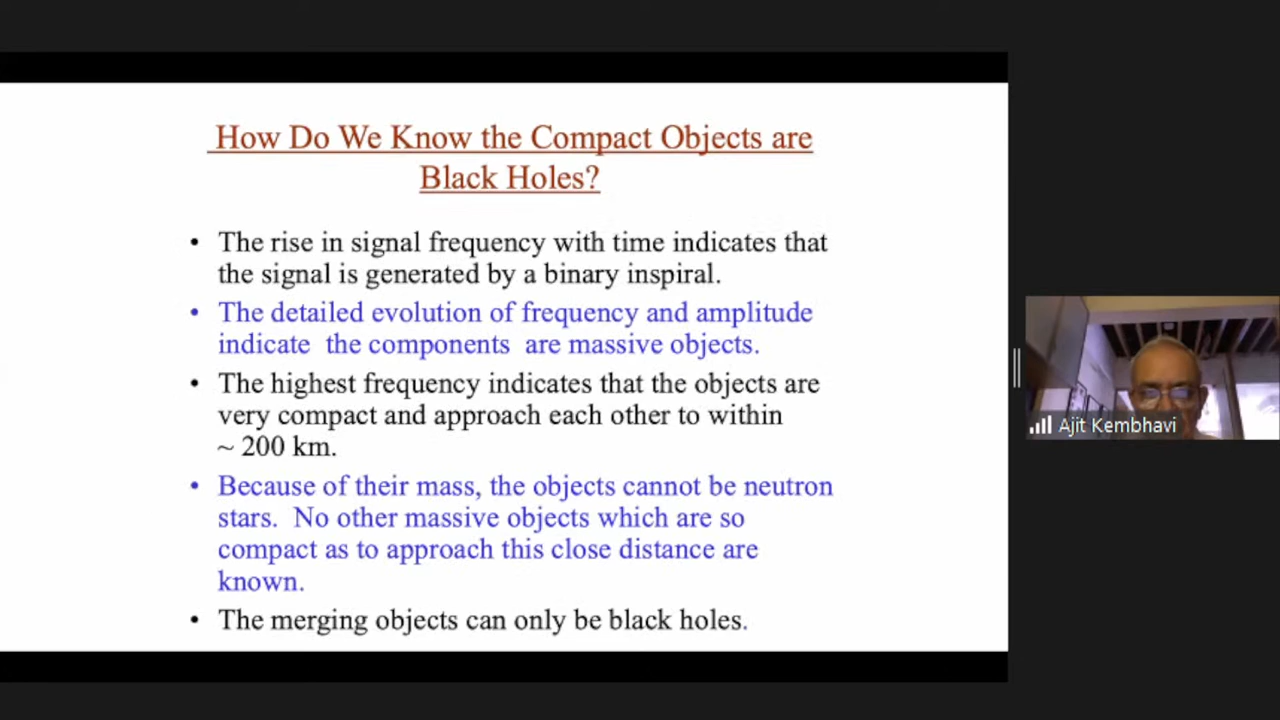 How Do We Know the Compact Objects are
Black Holes?
• The rise in signal frequency with time indicates that
the signal is generated by a binary inspiral.
• The detailed evolution of frequency and amplitude
indicate the components are massive objects.
• The highest frequency indicates that the objects are
very compact and approach each other to within
~ 200 km.
• Because of their mass, the objects cannot be neutron
stars. No other massive objects which are so
compact as to approach this close distance are
known.
• The merging objects can only be black holes.
Ajit Kembhavi